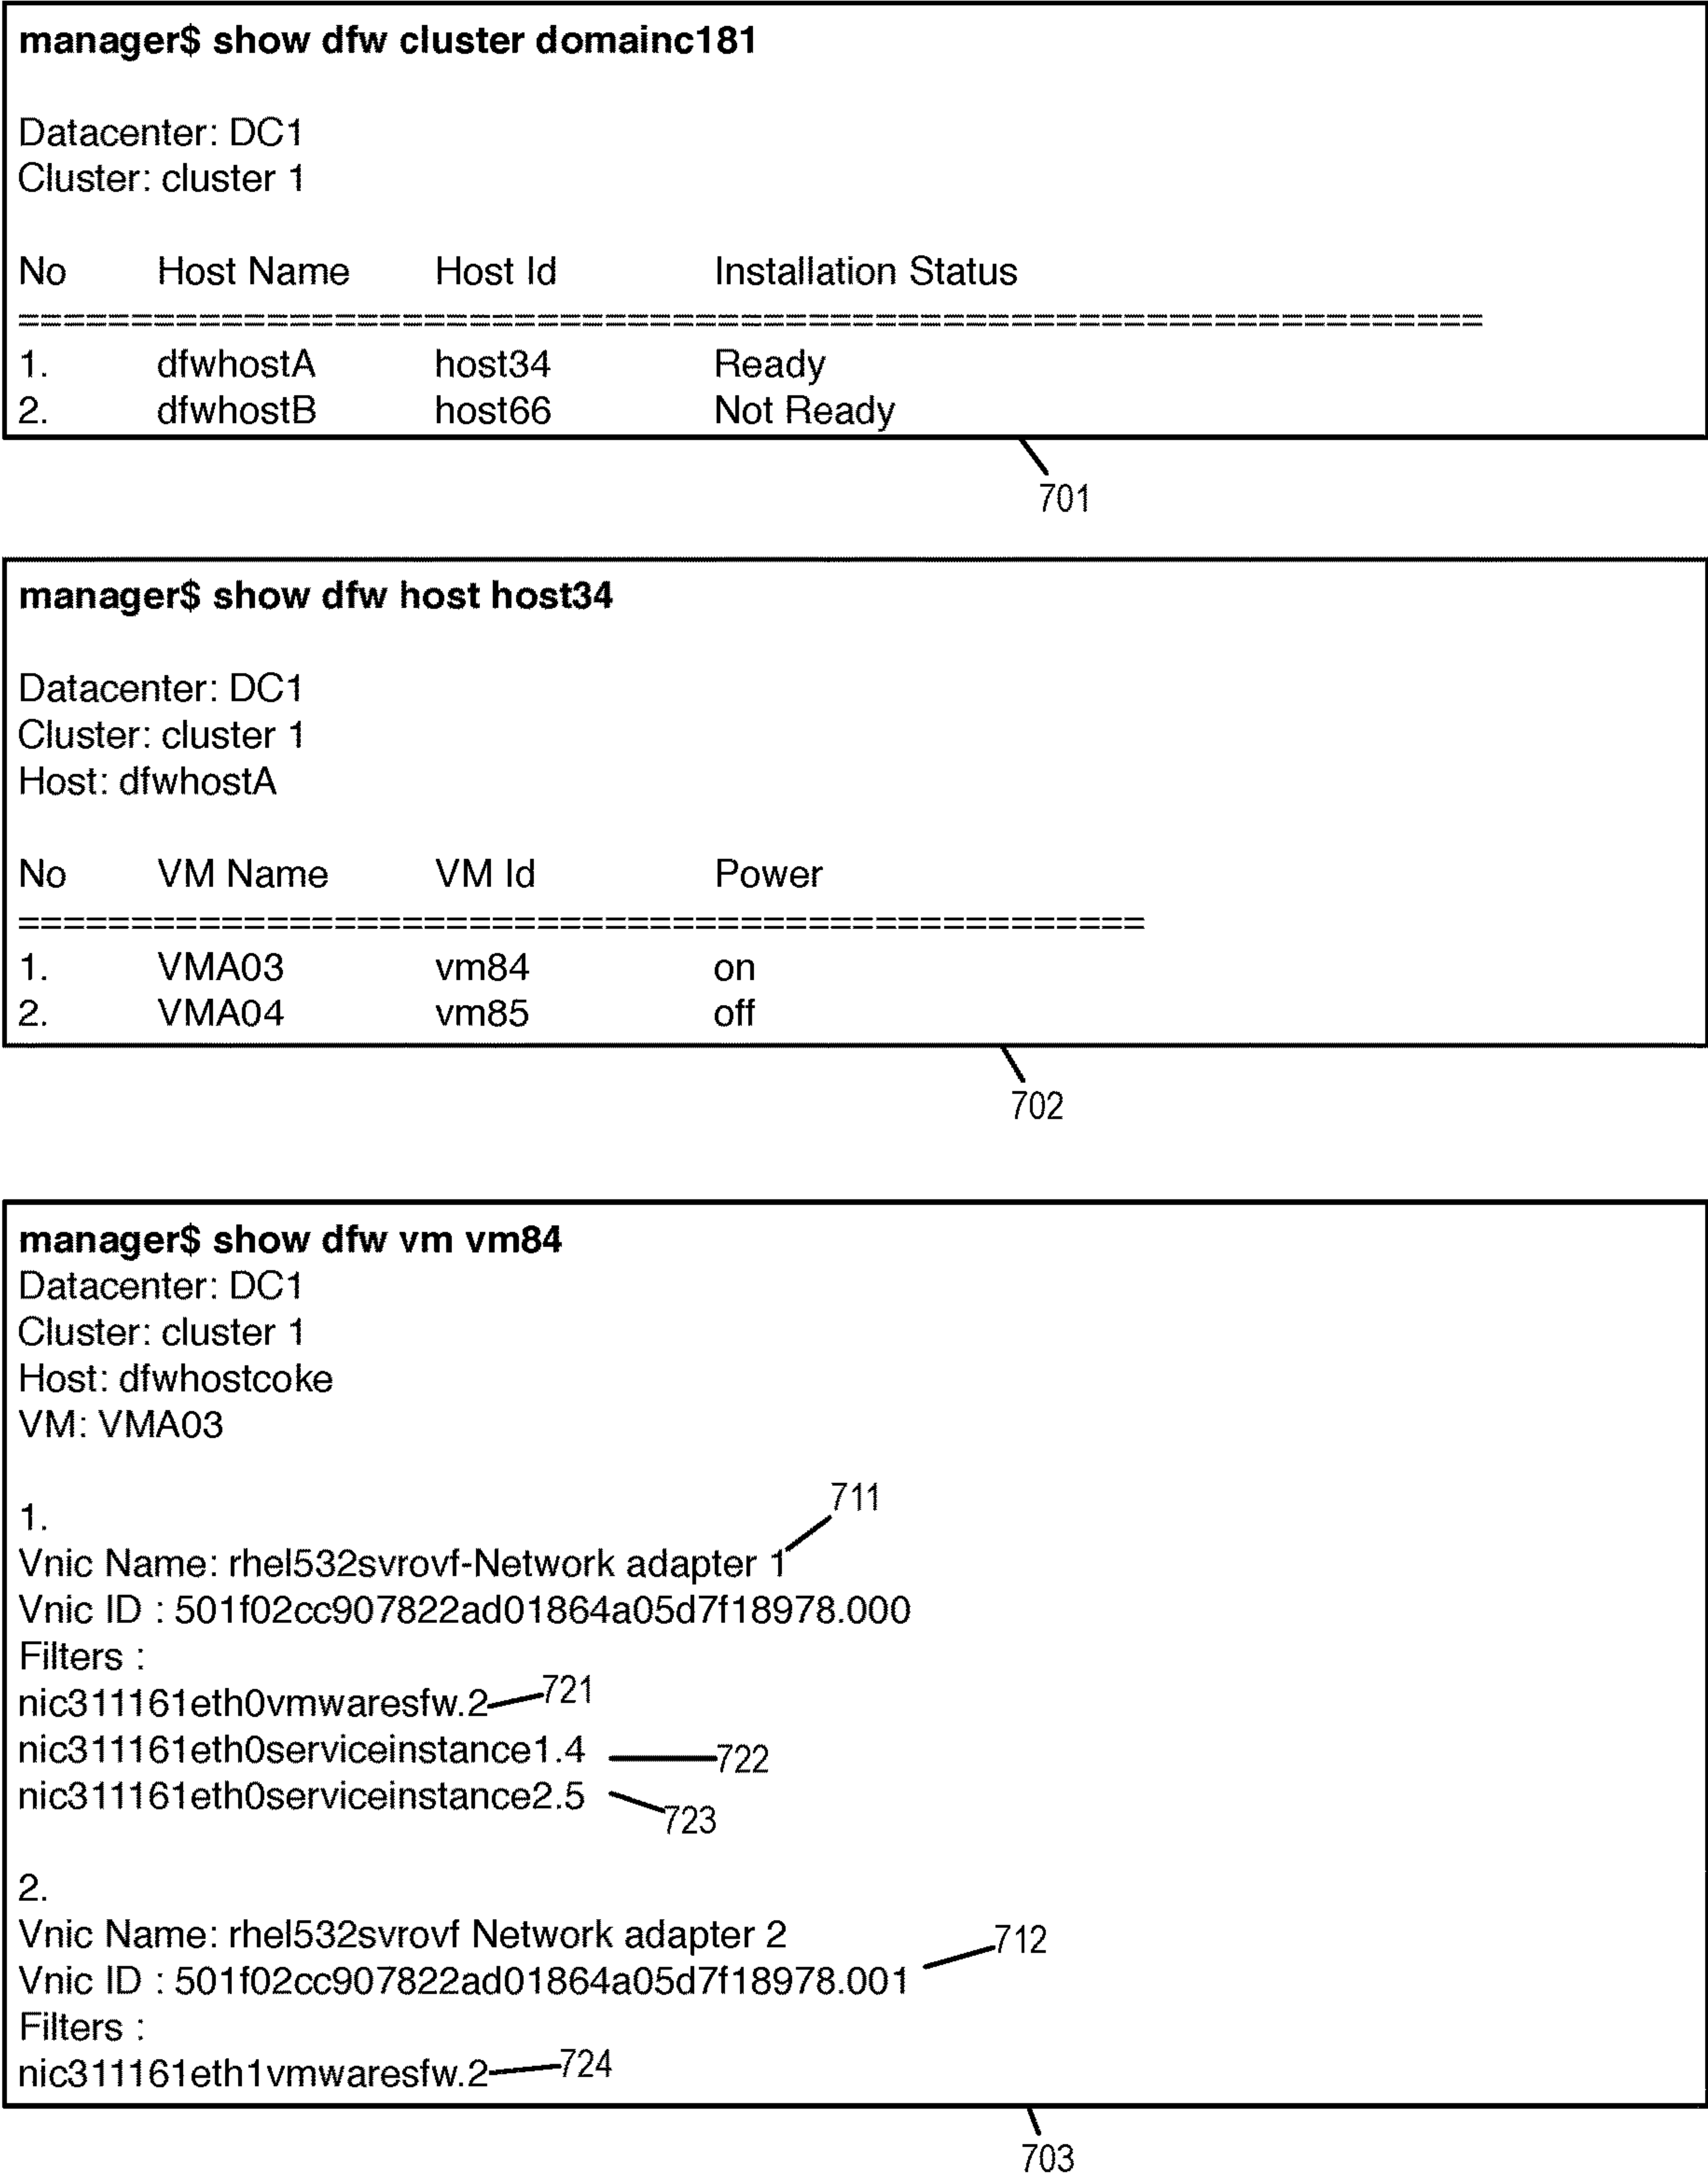 manager$ show dfw cluster domainc181
Datacenter: DC1
Cluster: cluster 1
No Host Name Host Id Installation Status
=================================================================
1. dfwhostA host34 Ready
2. dfwhostB host66 Not Ready
701
manager$ show dfw host host34
Datacenter: DC1
Cluster: cluster 1
Host: dfwhostA
No VM Name VM Id Power
==================================================
1. VMA03 vm84 on
2. VMA04 vm85 off
702
manager$ show dfw vm vm84
Datacenter: DC1
Cluster: cluster 1
Host: dfwhostcoke
VM: VMA03
711
1.
Vnic Name: rhel532svrovf-Network adapter 1
Vnic ID : 501f02cc907822ad01864a05d7f18978.000
Filters :
nic311161eth0vmwaresfw.2 721
nic311161eth0serviceinstance1.4 722
nic311161eth0serviceinstance2.5 723
2.
Vnic Name: rhel532svrovf Network adapter 2 712
Vnic ID : 501f02cc907822ad01864a05d7f18978.001
Filters :
nic311161eth1vmwaresfw.2 724
703